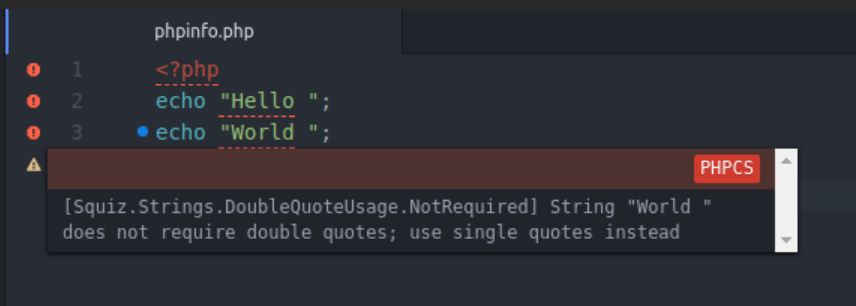 phpinfo.php
1 <?php
2 echo "Hello ";
3 echo "World ";
PHPCS
[Squiz.Strings.DoubleQuoteUsage.NotRequired] String "World "
does not require double quotes; use single quotes instead